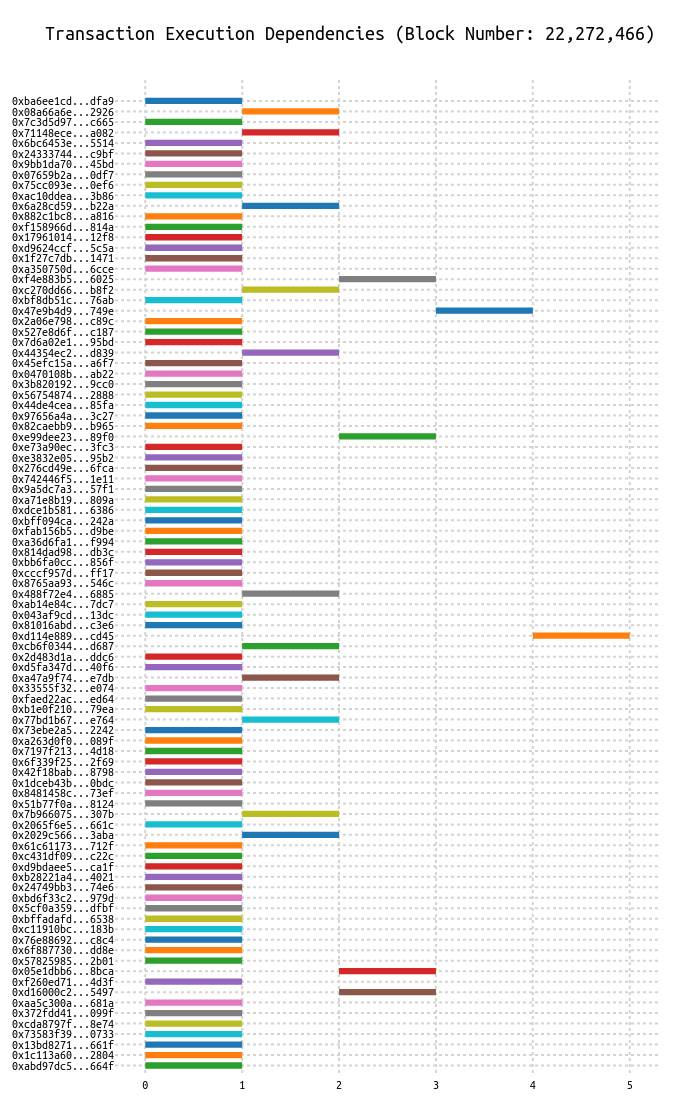 Transaction Execution Dependencies (Block Number: 22,272,466)
0xba6ee1cd...dfa9
0x08a66a6e...2926
0x7c3d5d97...c665
0x71148ece...a082
0x6bc6453e...5514
0x24333744...c9bf
0x9bb1da70...45bd
0x07659b2a...0df7
0x75cc093e...0ef6
0xac10ddea...3b86
0x6a28cd59...b22a
0x882c1bc8...a816
0xf158966d...814a
0x17961014...12f8
0xd9624ccf...5c5a
0x1f27c7db...1471
0xa350750d...6cce
0xf4e883b5...6025
0xc270dd66...b8f2
0xbf8db51c...76ab
0x47e9b4d9...749e
0x2a06e798...c89c
0x527e8d6f...c187
0x7d6a02e1...95bd
0x44354ec2...d839
0x45efc15a...a6f7
0x0470108b...ab22
0x3b820192...9cc0
0x56754874...2888
0x44de4cea...85fa
0x97656a4a...3c27
0x82caebb9...b965
0xe99dee23...89f0
0xe73a90ec...3fc3
0xe3832e05...95b2
0x276cd49e...6fca
0x742446f5...1e11
0x9a5dc7a3...57f1
0xa71e8b19...809a
0xdce1b581...6386
0xbff094ca...242a
0xfab156b5...d9be
0xa36d6fa1...f994
0x814dad98...db3c
0xbb6fa0cc...856f
0xcccf957d...ff17
0x8765aa93...546c
0x488f72e4...6885
0xab14e84c...7dc7
0x043af9cd...13dc
0x81016abd...c3e6
0xd114e889...cd45
0xcb6f0344...d687
0x2d483d1a...ddc6
0xd5fa347d...40f6
0xa47a9f74...e7db
0x33555f32...e074
0xfaed22ac...ed64
0xb1e0f210...79ea
0x77bd1b67...e764
0x73ebe2a5...2242
0xa263d0f0...089f
0x7197f213...4d18
0x6f339f25...2f69
0x42f18bab...8798
0x1dceb43b...0bdc
0x8481458c...73ef
0x51b77f0a...8124
0x7b966075...307b
0x2065f6e5...661c
0x2029c566...3aba
0x61c61173...712f
0xc431df09...c22c
0xd9bdaee5...ca1f
0xb28221a4...4021
0x24749bb3...74e6
0xbd6f33c2...979d
0x5cf0a359...dfbf
0xbffadafd...6538
0xc11910bc...183b
0x76e88692...c8c4
0x6f887730...dd8e
0x57825985...2b01
0x05e1dbb6...8bca
0xf260ed71...4d3f
0xd16000c2...5497
0xaa5c300a...681a
0x372fdd41...099f
0xcda8797f...8e74
0x73583f39...0733
0x13bd8271...661f
0x1c113a60...2804
0xabd97dc5...664f
0 1 2 3 4 5